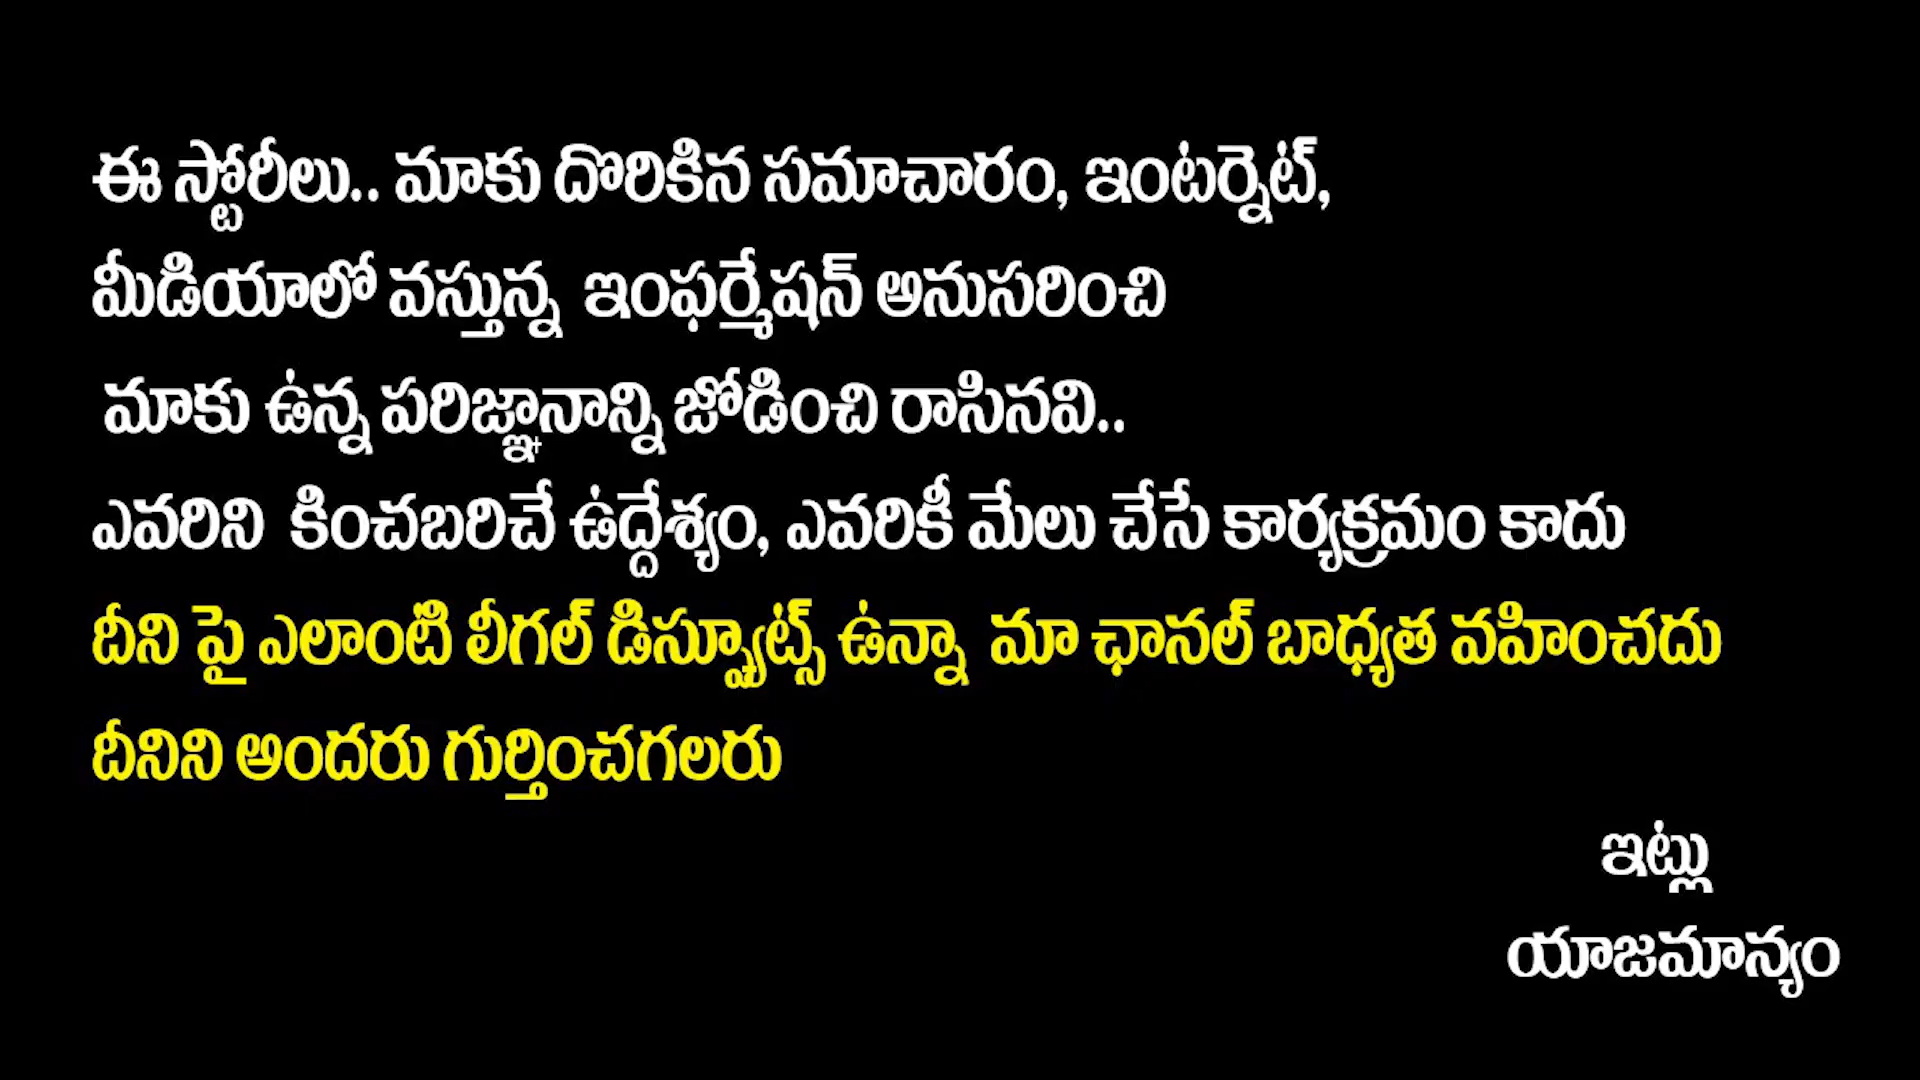 ఈ స్టోరీలు.. మాకు దొరికిన సమాచారం, ఇంటర్నెట్,
మీడియాలో వస్తున్న ఇంఫర్మేషన్ అనుసరించి
మాకు ఉన్న పరిజ్ఞానాన్ని జోడించి రాసినవి..
ఎవరిని కించబరిచే ఉద్దేశ్యం, ఎవరికీ మేలు చేసే కార్యక్రమం కాదు
దీని పై ఎలాంటి లీగల్ డిస్ప్యూట్స్ ఉన్నా మా ఛానల్ బాధ్యత వహించదు
దీనిని అందరు గుర్తించగలరు
ఇట్లు
యాజమాన్యం